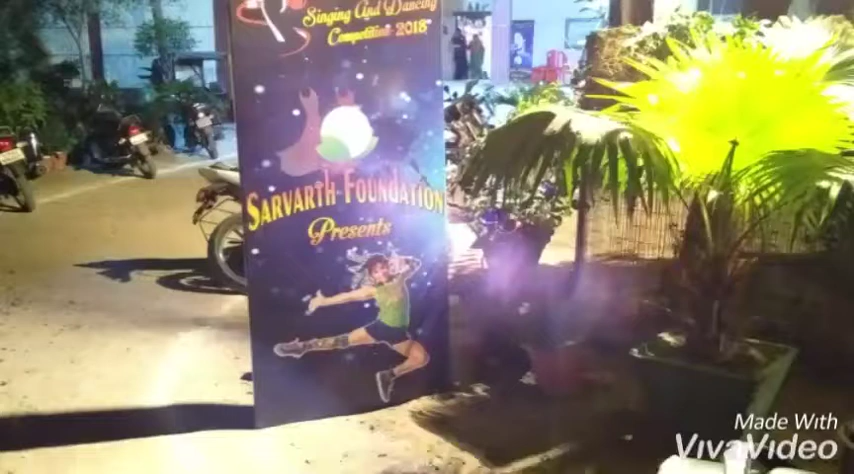 Singing And Dancing
Competition 2018
SARVARTH FOUNDATION
Presents
Made With
VivaVideo